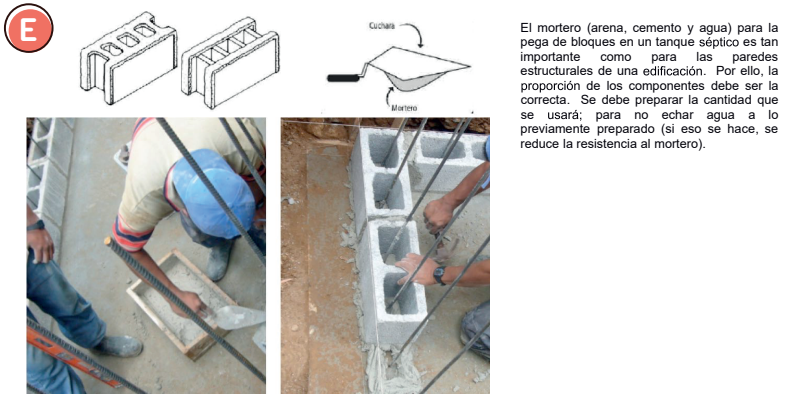 E
Cuchara
Mortero
El mortero (arena, cemento y agua) para la
pega de bloques en un tanque séptico es tan
importante como para las paredes
estructurales de una edificación. Por ello, la
proporción de los componentes debe ser la
correcta. Se debe preparar la cantidad que
se usará; para no echar agua a lo
previamente preparado (si eso se hace, se
reduce la resistencia al mortero).